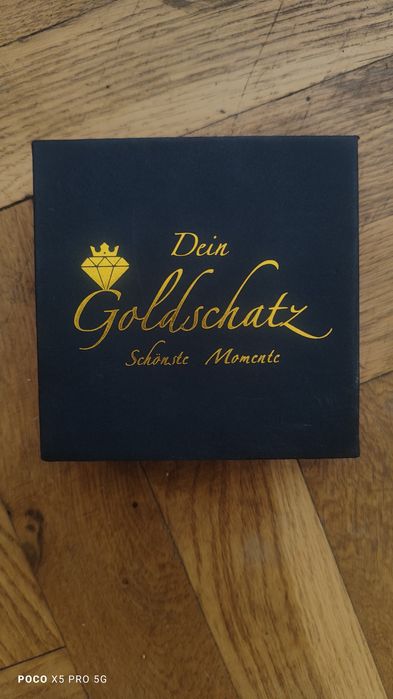 Dein
Goldschatz
Schönste Momente
POCO X5 PRO 5G